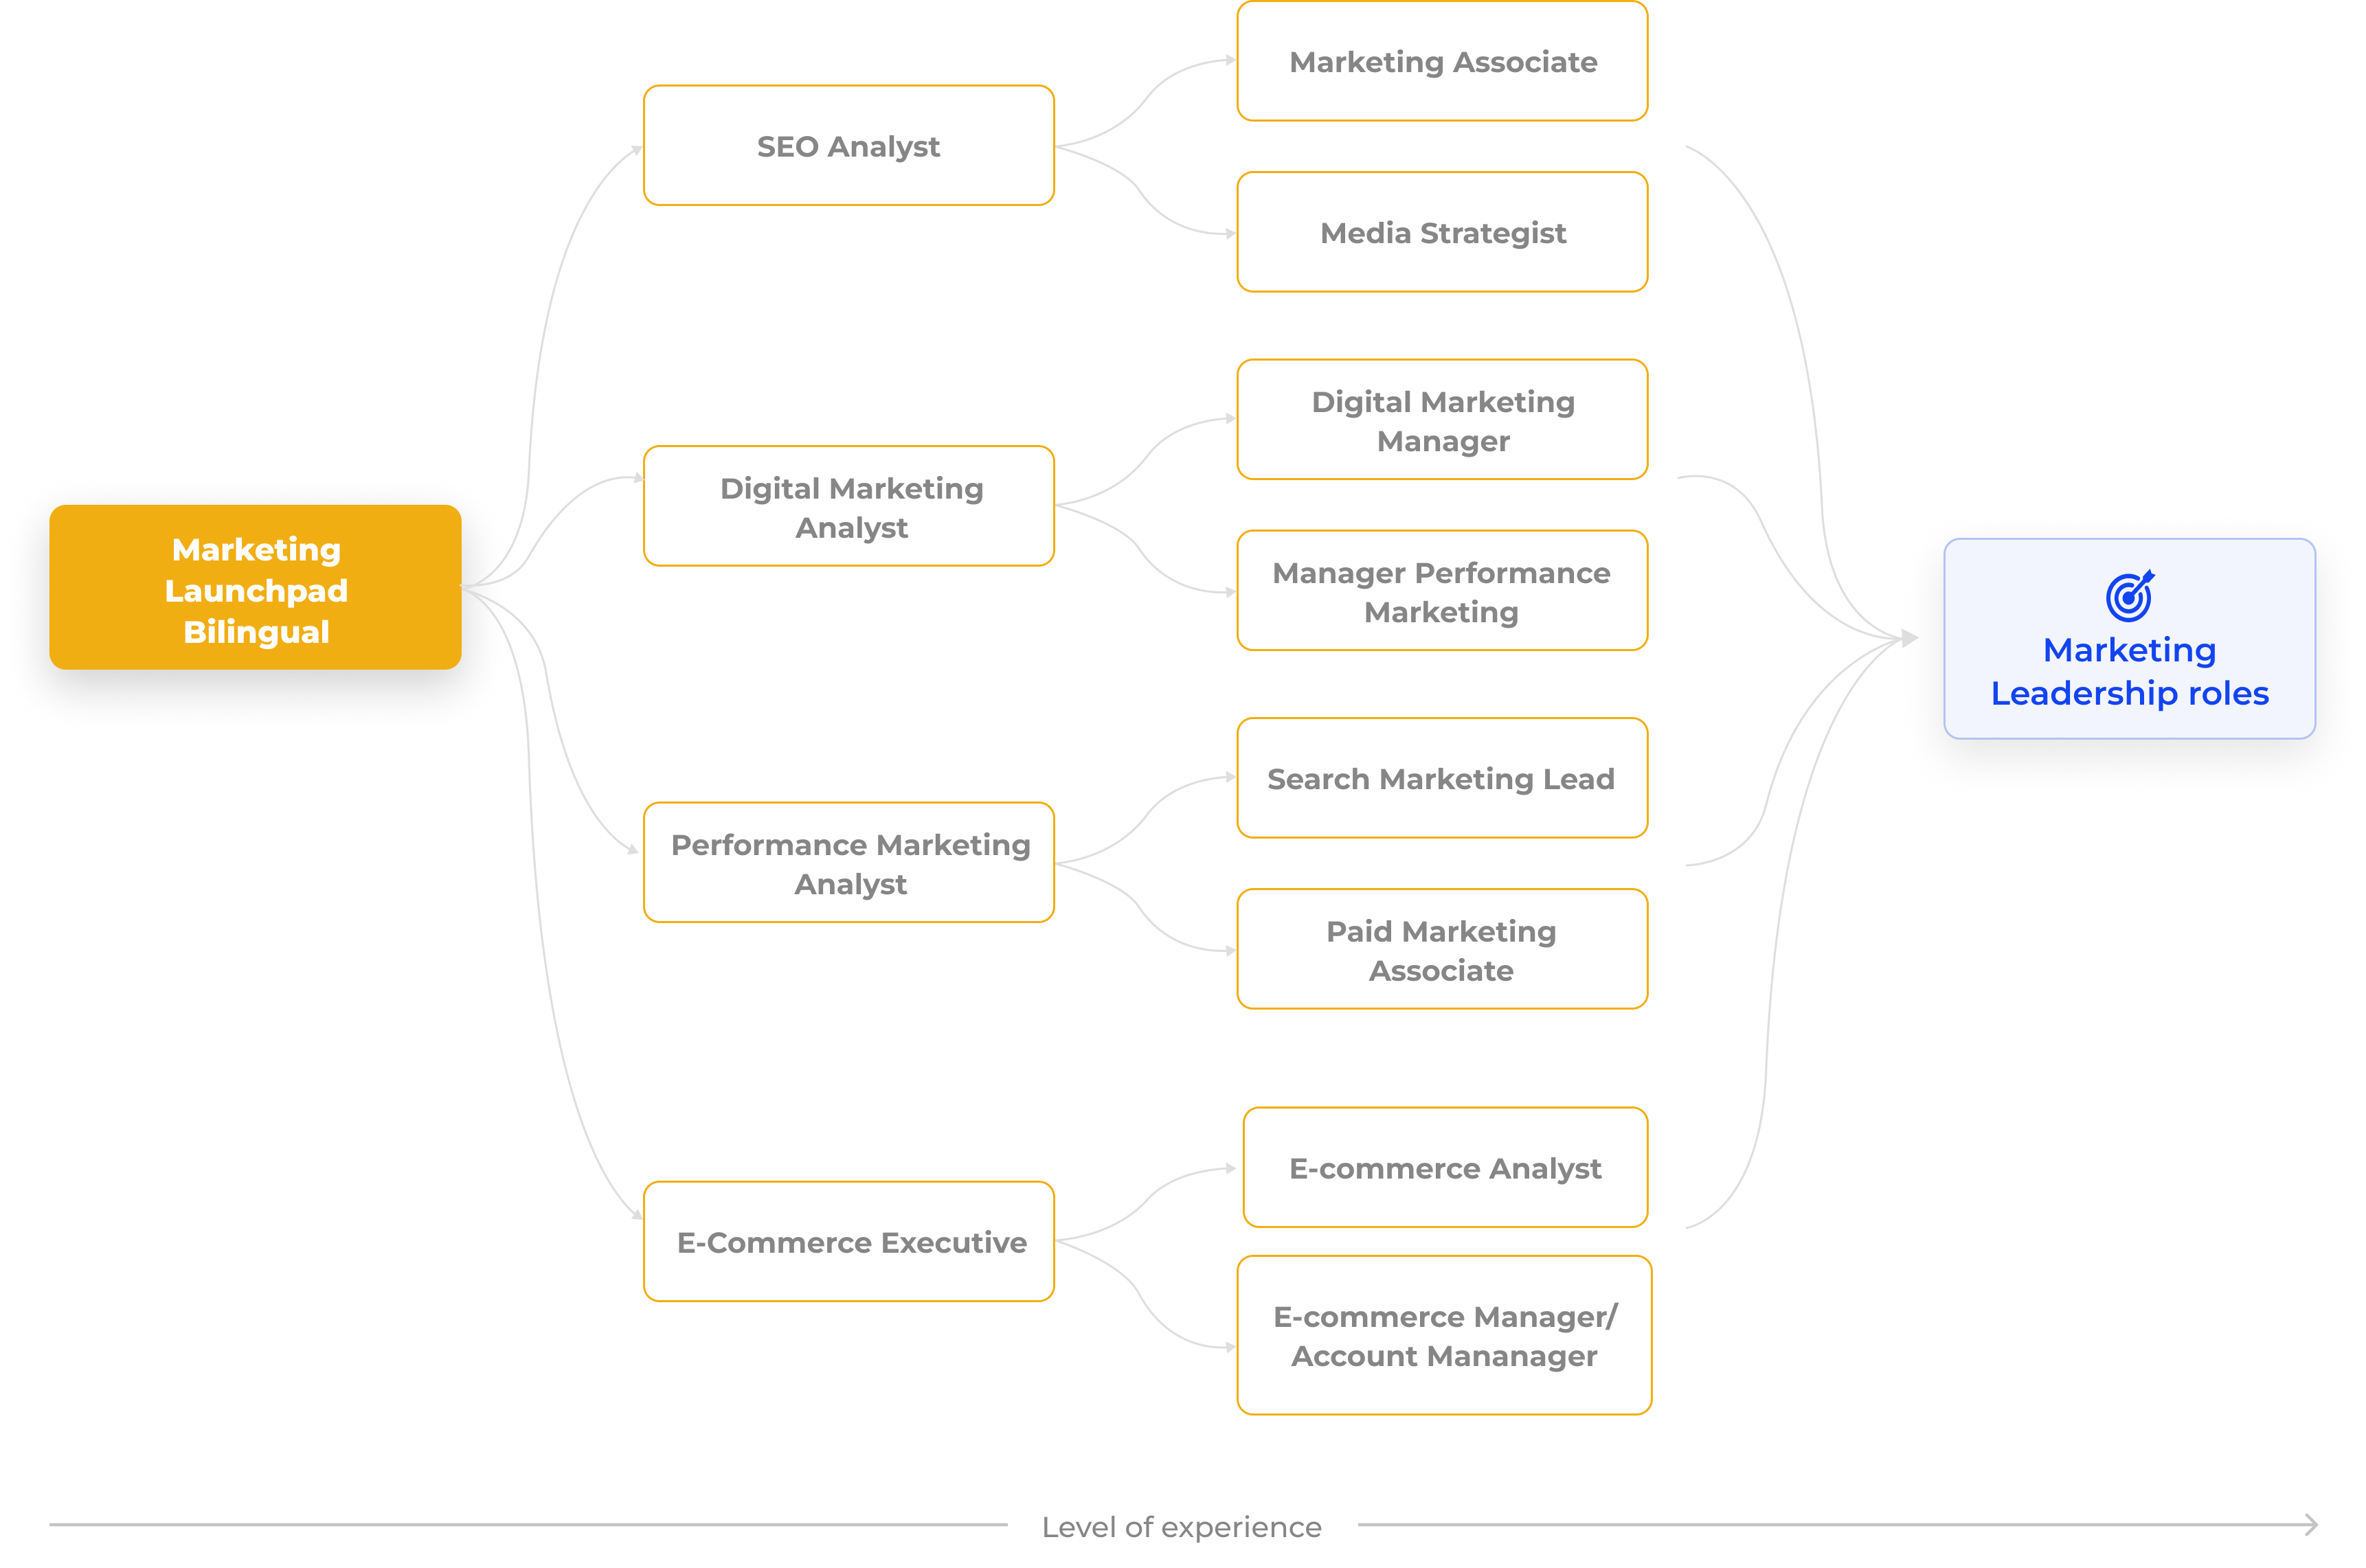 Marketing
Launchpad
Bilingual
SEO Analyst
Marketing Associate
Media Strategist
Digital Marketing
Analyst
Digital Marketing
Manager
Manager Performance
Marketing
Performance Marketing
Analyst
Search Marketing Lead
Paid Marketing
Associate
E-Commerce Executive
E-commerce Analyst
E-commerce Manager/
Account Mananager
Marketing
Leadership roles
Level of experience